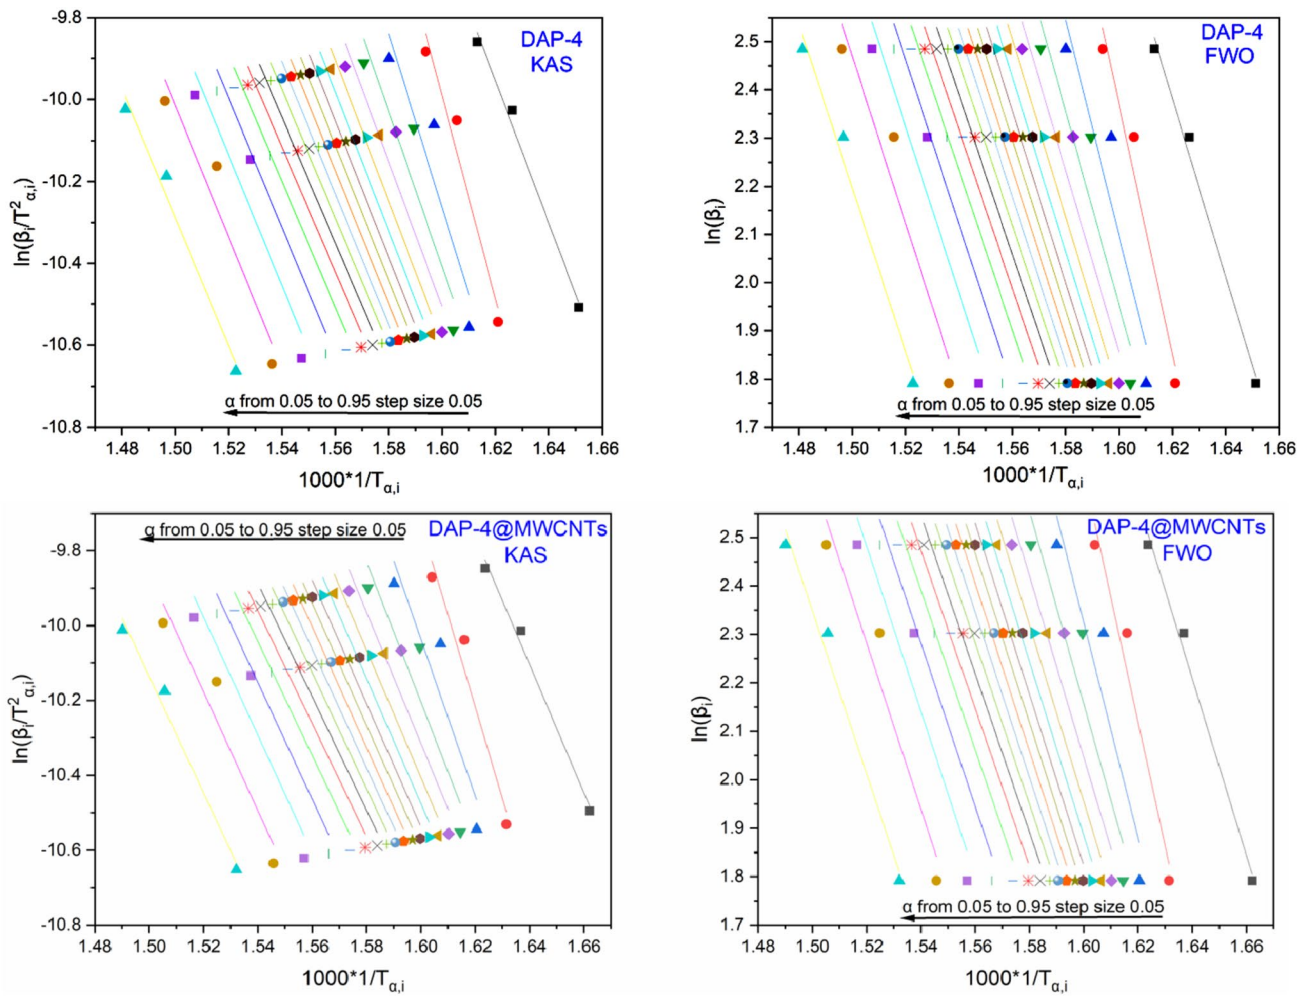 -9.8
-10.0
-10.2
-10.4
-10.6
-10.8
ln(βi/T²α,i)
DAP-4
KAS
α from 0.05 to 0.95 step size 0.05
1.48 1.50 1.52 1.54 1.56 1.58 1.60 1.62 1.64 1.66
1000*1/Tα,i
2.5
2.4
2.3
2.2
2.1
2.0
1.9
1.8
1.7
ln(βi)
DAP-4
FWO
α from 0.05 to 0.95 step size 0.05
1.48 1.50 1.52 1.54 1.56 1.58 1.60 1.62 1.64 1.66
1000*1/Tα,i
α from 0.05 to 0.95 step size 0.05
DAP-4@MWCNTs
KAS
-9.8
-10.0
-10.2
-10.4
-10.6
-10.8
ln(βi/T²α,i)
1.48 1.50 1.52 1.54 1.56 1.58 1.60 1.62 1.64 1.66
1000*1/Tα,i
DAP-4@MWCNTs
FWO
2.5
2.4
2.3
2.2
2.1
2.0
1.9
1.8
1.7
ln(βi)
α from 0.05 to 0.95 step size 0.05
1.48 1.50 1.52 1.54 1.56 1.58 1.60 1.62 1.64 1.66
1000*1/Tα,i